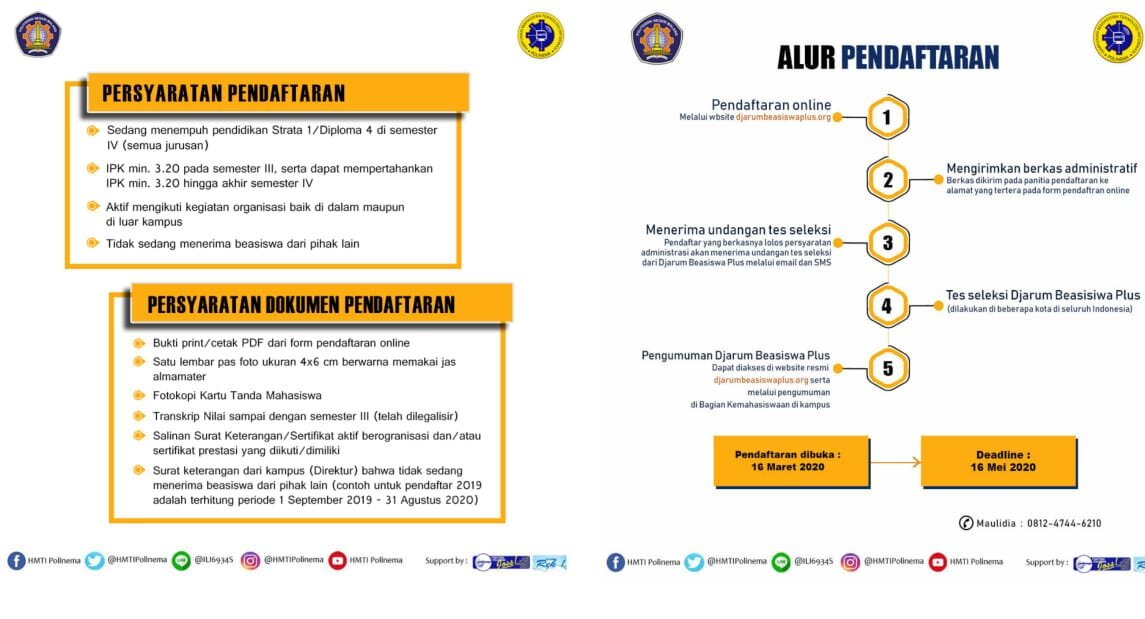 PERSYARATAN PENDAFTARAN
Sedang menempuh pendidikan Strata 1/Diploma 4 di semester
IV (semua jurusan)
IPK min. 3.20 pada semester III, serta dapat mempertahankan
IPK min. 3.20 hingga akhir semester IV
Aktif mengikuti kegiatan organisasi baik di dalam maupun
di luar kampus
Tidak sedang menerima beasiswa dari pihak lain
PERSYARATAN DOKUMEN PENDAFTARAN
Bukti print/cetak PDF dari form pendaftaran online
Satu lembar pas foto ukuran 4x6 cm berwarna memakai jas
almamater
Fotokopi Kartu Tanda Mahasiswa
Transkrip Nilai sampai dengan semester III (telah dilegalisir)
Salinan Surat Keterangan/Sertifikat aktif berogranisasi dan/atau
sertifikat prestasi yang diikuti/dimiliki
Surat keterangan dari kampus (Direktur) bahwa tidak sedang
menerima beasiswa dari pihak lain (contoh untuk pendaftar 2019
adalah terhitung periode 1 September 2019 - 31 Agustus 2020)
HMTI Polinema @HMTIPolinema @ILI6934S @HMTIPolinema HMTI Polinema Support by :
ALUR PENDAFTARAN
Pendaftaran online
Melalui wbsite djarumbeasiswaplus.org
1
2
Mengirimkan berkas administratif
Berkas dikirim pada panitia pendaftaran ke
alamat yang tertera pada form pendaftran online
Menerima undangan tes seleksi
Pendaftar yang berkasnya lolos persyaratan
administrasi akan menerima undangan tes seleksi
dari Djarum Beasiswa Plus melalui email dan SMS
3
4
Tes seleksi Djarum Beasisiwa Plus
(dilakukan di beberapa kota di seluruh Indonesia)
Pengumuman Djarum Beasiswa Plus
Dapat diakses di website resmi
djarumbeasiswaplus.org serta
melalui pengumuman
di Bagian Kemahasiswaan di kampus
5
Pendaftaran dibuka :
16 Maret 2020
Deadline :
16 Mei 2020
Maulidia : 0812-4744-6210
HMTI Polinema @HMTIPolinema @ILI6934S @HMTIPolinema HMTI Polinema Support by :